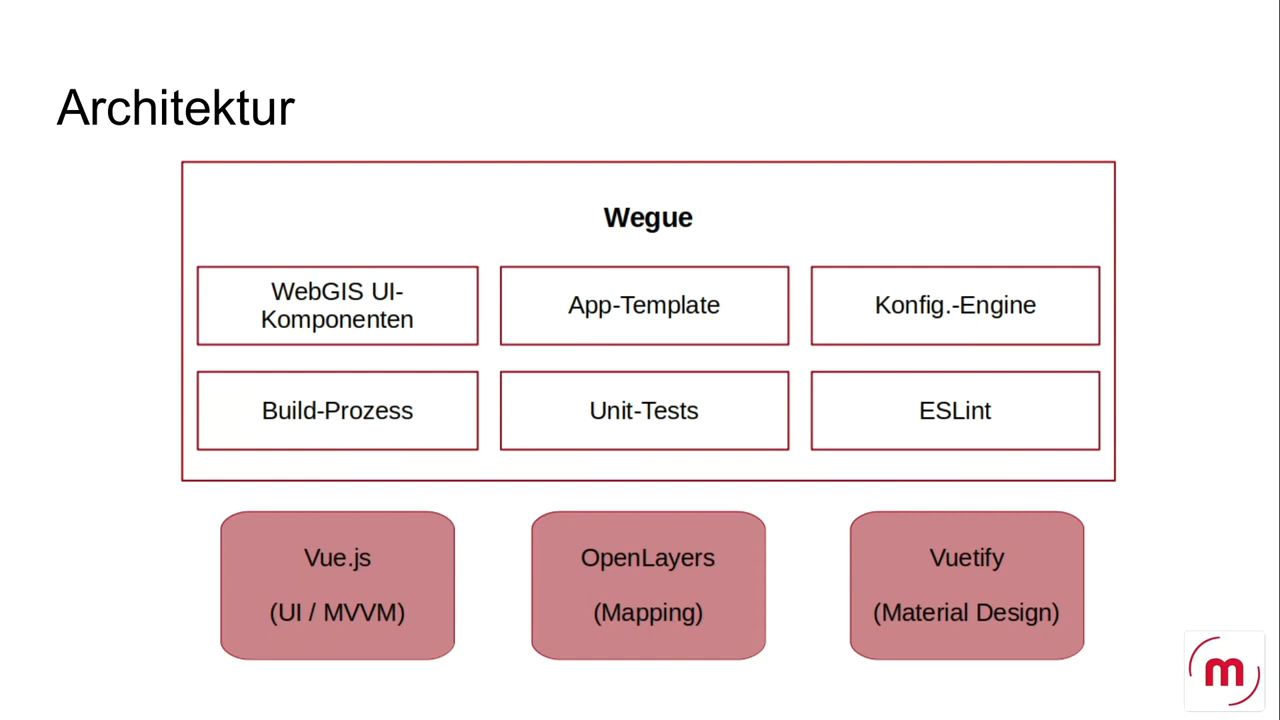 Architektur
Wegue
WebGIS UI-
Komponenten
App-Template
Konfig.-Engine
Build-Prozess
Unit-Tests
ESLint
Vue.js
(UI / MVVM)
OpenLayers
(Mapping)
Vuetify
(Material Design)
m